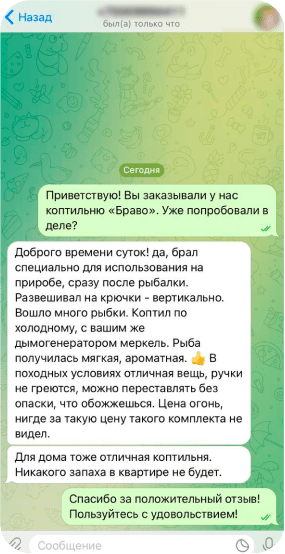 Назад
был(а) только что
Сегодня
Приветствую! Вы заказывали у нас
коптильню «Браво». Уже попробовали в
деле?
Доброго времени суток! да, брал
специально для использования на
природе, сразу после рыбалки.
Развешивал на крючки - вертикально.
Вошло много рыбки. Коптил по
холодному, с вашим же
дымогенератором меркель. Рыба
получилась мягкая, ароматная. 👍 В
походных условиях отличная вещь, ручки
не греются, можно переставлять без
опаски, что обожжешься. Цена огонь,
нигде за такую цену такого комплекта не
видел.
Для дома тоже отличная коптильня.
Никакого запаха в квартире не будет.
Спасибо за положительный отзыв!
Пользуйтесь с удовольствием!
Сообщение